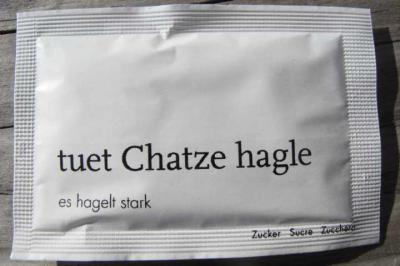 tuet Chatze hagle
es hagelt stark
Zucker Sucre Zucchero